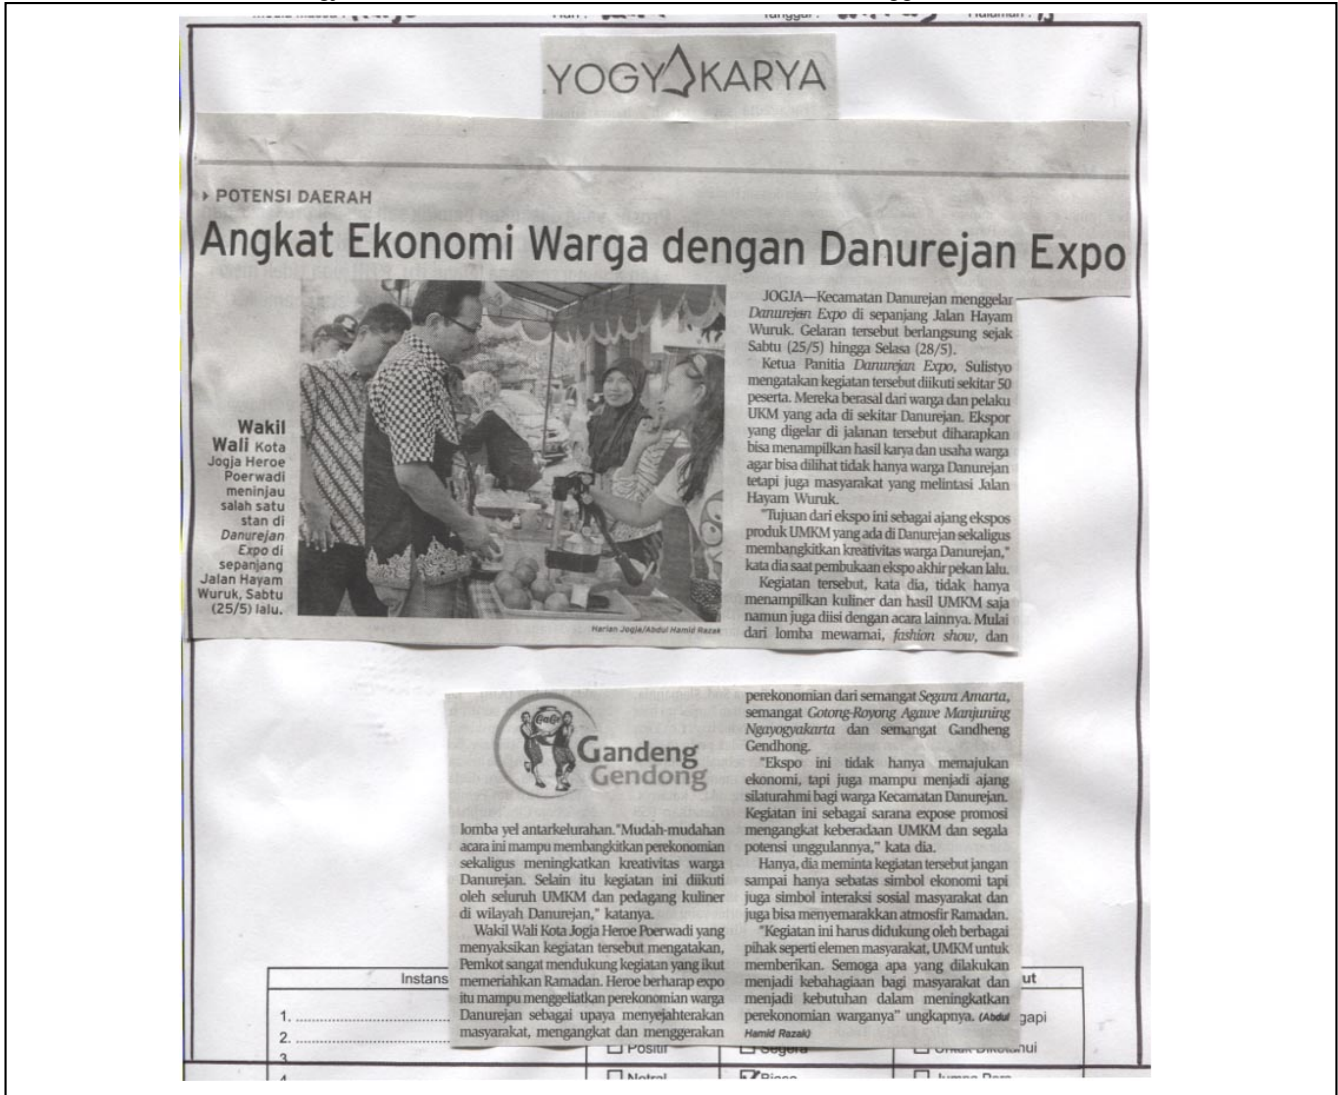 YOGYAKARYA
POTENSI DAERAH
Angkat Ekonomi Warga dengan Danurejan Expo
Wakil
Wali Kota
Jogja Heroe
Poerwadi
meninjau
salah satu
stan di
Danurejan
Expo di
sepanjang
Jalan Hayam
Wuruk, Sabtu
(25/5) lalu.
Harian Jogja/Abdul Hamid Razak
JOGJA—Kecamatan Danurejan menggelar
Danurejan Expo di sepanjang Jalan Hayam
Wuruk. Gelaran tersebut berlangsung sejak
Sabtu (25/5) hingga Selasa (28/5).
Ketua Panitia Danurejan Expo, Sulistyo
mengatakan kegiatan tersebut diikuti sekitar 50
peserta. Mereka berasal dari warga dan pelaku
UKM yang ada di sekitar Danurejan. Ekspor
yang digelar di jalanan tersebut diharapkan
bisa menampilkan hasil karya dan usaha warga
agar bisa dilihat tidak hanya warga Danurejan
tetapi juga masyarakat yang melintasi Jalan
Hayam Wuruk.
"Tujuan dari ekspo ini sebagai ajang ekspos
produk UMKM yang ada di Danurejan sekaligus
membangkitkan kreativitas warga Danurejan,"
kata dia saat pembukaan ekspo akhir pekan lalu.
Kegiatan tersebut, kata dia, tidak hanya
menampilkan kuliner dan hasil UMKM saja
namun juga diisi dengan acara lainnya. Mulai
dari lomba mewarnai, fashion show, dan
GaGe
Gandeng
Gendong
lomba yel antarkelurahan. "Mudah-mudahan
acara ini mampu membangkitkan perekonomian
sekaligus meningkatkan kreativitas warga
Danurejan. Selain itu kegiatan ini diikuti
oleh seluruh UMKM dan pedagang kuliner
di wilayah Danurejan," katanya.
Wakil Wali Kota Jogja Heroe Poerwadi yang
menyaksikan kegiatan tersebut mengatakan,
Pemkot sangat mendukung kegiatan yang ikut
memeriahkan Ramadan. Heroe berharap expo
itu mampu menggeliatkan perekonomian warga
Danurejan sebagai upaya menyejahterakan
masyarakat, mengangkat dan menggerakan
perekonomian dari semangat Segara Amarta,
semangat Gotong-Royong Agawe Manjuning
Ngayogyakarta dan semangat Gandheng
Gendhong.
"Ekspo ini tidak hanya memajukan
ekonomi, tapi juga mampu menjadi ajang
silaturahmi bagi warga Kecamatan Danurejan.
Kegiatan ini sebagai sarana expose promosi
mengangkat keberadaan UMKM dan segala
potensi unggulannya," kata dia.
Hanya, dia meminta kegiatan tersebut jangan
sampai hanya sebatas simbol ekonomi tapi
juga simbol interaksi sosial masyarakat dan
juga bisa menyemarakkan atmosfir Ramadan.
"Kegiatan ini harus didukung oleh berbagai
pihak seperti elemen masyarakat, UMKM untuk
memberikan. Semoga apa yang dilakukan
menjadi kebahagiaan bagi masyarakat dan
menjadi kebutuhan dalam meningkatkan
perekonomian warganya" ungkapnya. (Abdul
Hamid Razak)
Instans
ut
1.
gapi
2.
Positif
Segera
Untuk Diketahui
3.